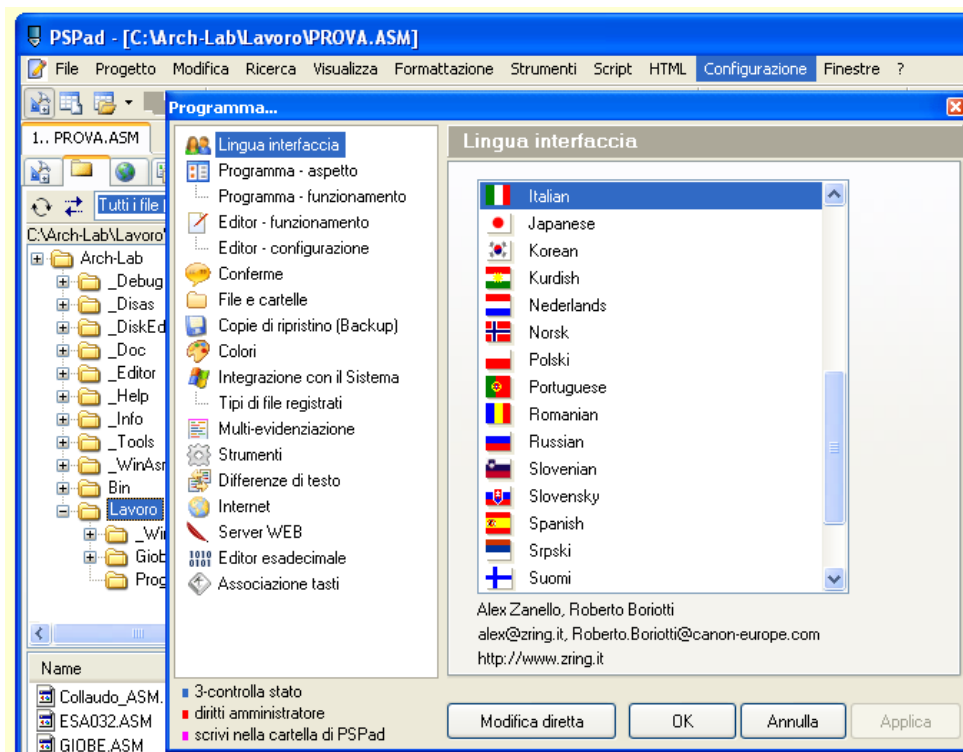 PSPad - [C:\Arch-Lab\Lavoro\PROVA.ASM]
File Progetto Modifica Ricerca Visualizza Formattazione Strumenti Script HTML Configurazione Finestre ?
Programma...
1.. PROVA.ASM
Tutti i file
C:\Arch-Lab\Lavoro
Arch-Lab
_Debug
_Disas
_DiskEd
_Doc
_Editor
_Help
_Info
_Tools
_WinAsm
Bin
Lavoro
_Wi
Giob
Prog
Name
Collaudo_ASM.
ESA032.ASM
GIOBE.ASM
Lingua interfaccia
Programma - aspetto
Programma - funzionamento
Editor - funzionamento
Editor - configurazione
Conferme
File e cartelle
Copie di ripristino (Backup)
Colori
Integrazione con il Sistema
Tipi di file registrati
Multi-evidenziazione
Strumenti
Differenze di testo
Internet
Server WEB
Editor esadecimale
Associazione tasti
3-controlla stato
diritti amministratore
scrivi nella cartella di PSPad
Lingua interfaccia
Italian
Japanese
Korean
Kurdish
Nederlands
Norsk
Polski
Portuguese
Romanian
Russian
Slovenian
Slovensky
Spanish
Srpski
Suomi
Alex Zanello, Roberto Boriotti
alex@zring.it, Roberto.Boriotti@canon-europe.com
http://www.zring.it
Modifica diretta OK Annulla Applica